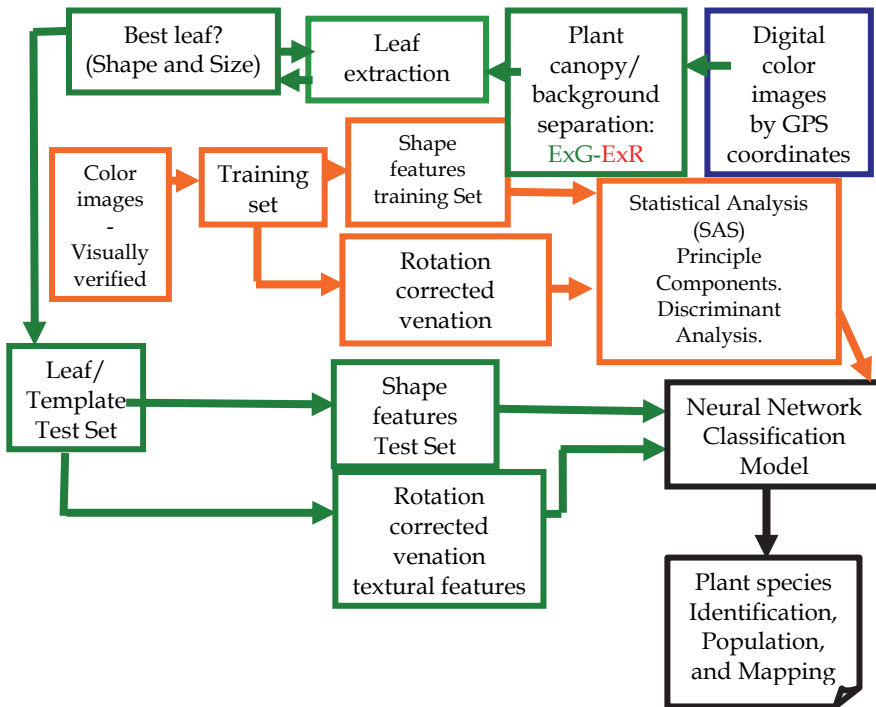 Best leaf?
(Shape and Size)
Leaf
extraction
Plant
canopy/
background
separation:
ExG-ExR
Digital
color
images
by GPS
coordinates
Color
images
-
Visually
verified
Training
set
Shape
features
training Set
Rotation
corrected
venation
Statistical Analysis
(SAS)
Principle
Components.
Discriminant
Analysis.
Leaf/
Template
Test Set
Shape
features
Test Set
Rotation
corrected
venation
textural features
Neural Network
Classification
Model
Plant species
Identification,
Population,
and Mapping